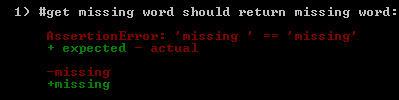 1) #get missing word should return missing word:
AssertionError: 'missing ' == 'missing'
+ expected - actual
-missing
+missing